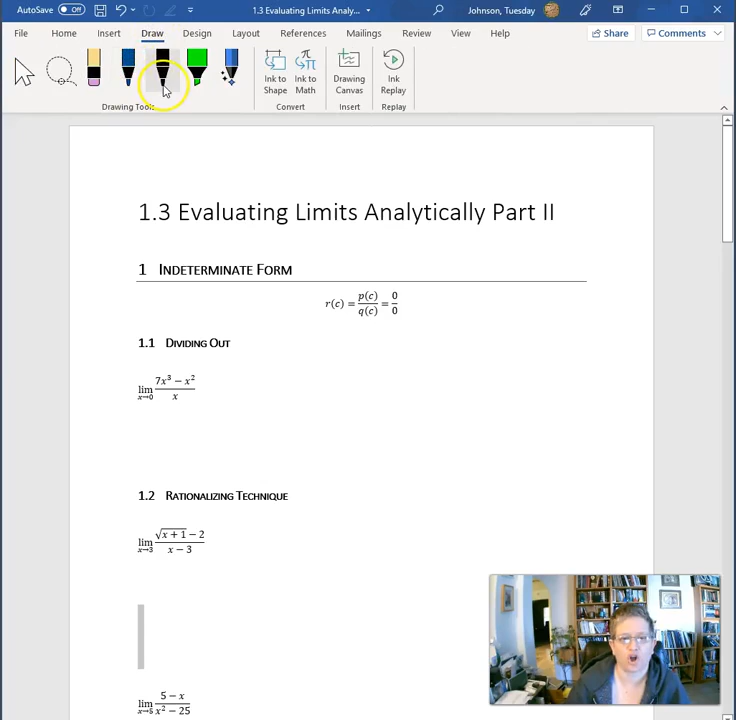 AutoSave Off 1.3 Evaluating Limits Analy... Johnson, Tuesday
File Home Insert Draw Design Layout References Mailings Review View Help Share Comments
Ink to Shape Ink to Math Drawing Canvas Ink Replay
Drawing Tools Convert Insert Replay
1.3 Evaluating Limits Analytically Part II
1 INDETERMINATE FORM
r(c) = p(c)/q(c) = 0/0
1.1 DIVIDING OUT
lim x→0 (7x³ − x²)/x
1.2 RATIONALIZING TECHNIQUE
lim x→3 (√(x + 1) − 2)/(x − 3)
lim x→5 (5 − x)/(x² − 25)